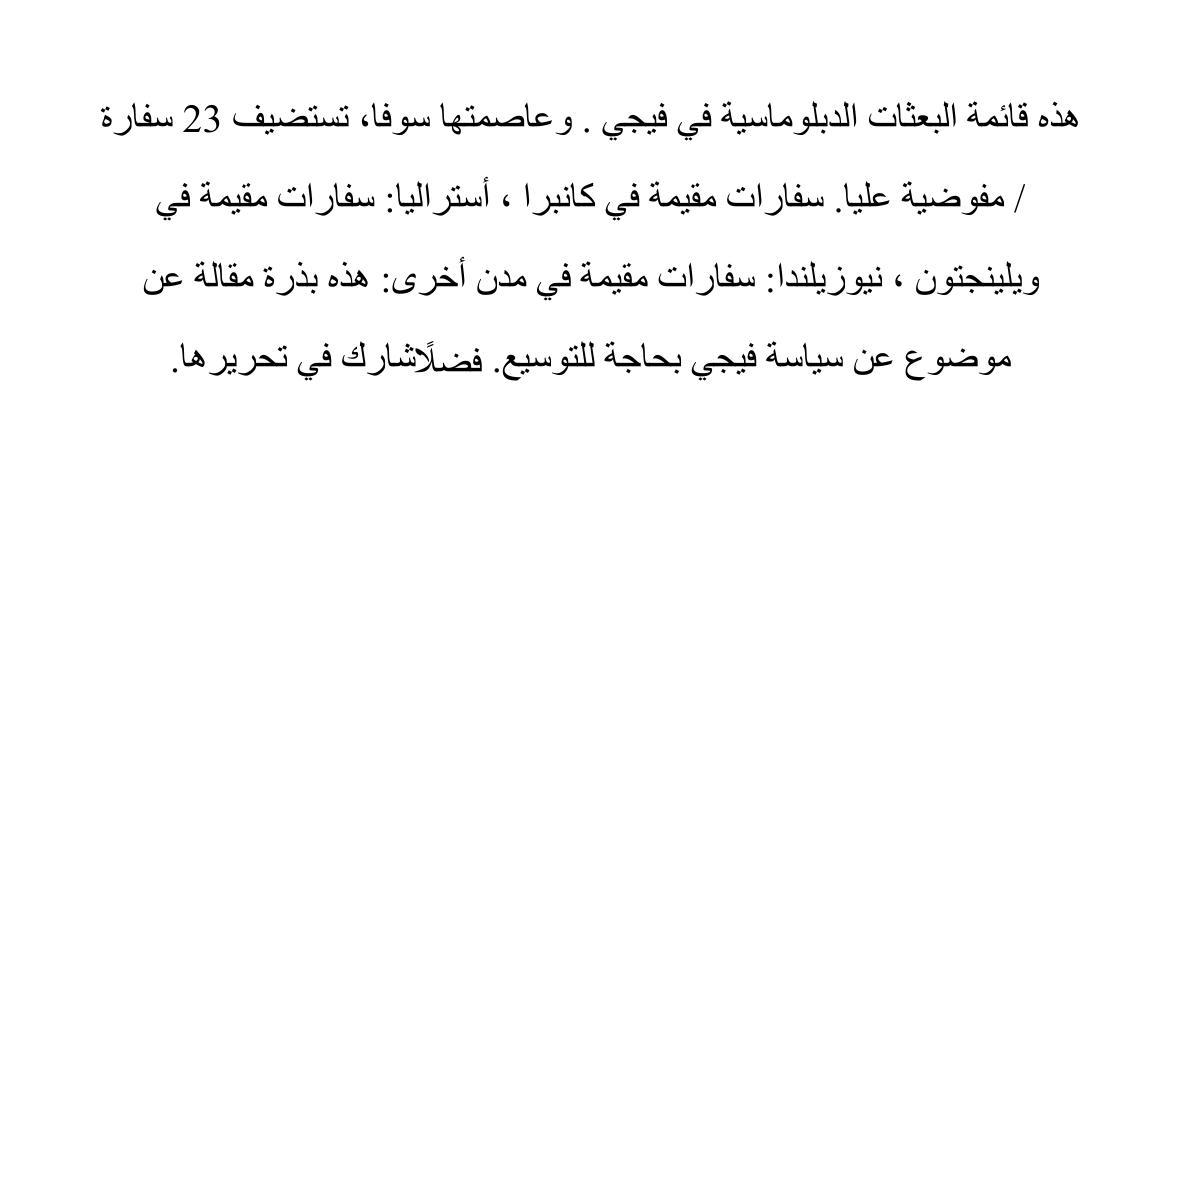 هذه قائمة البعثات الدبلوماسية في فيجي . وعاصمتها سوفا، تستضيف 23 سفارة
/ مفوضية عليا. سفارات مقيمة في كانبرا ، أستراليا: سفارات مقيمة في
ويلينجتون ، نيوزيلندا: سفارات مقيمة في مدن أخرى: هذه بذرة مقالة عن
موضوع عن سياسة فيجي بحاجة للتوسيع. فضلًاشارك في تحريرها.